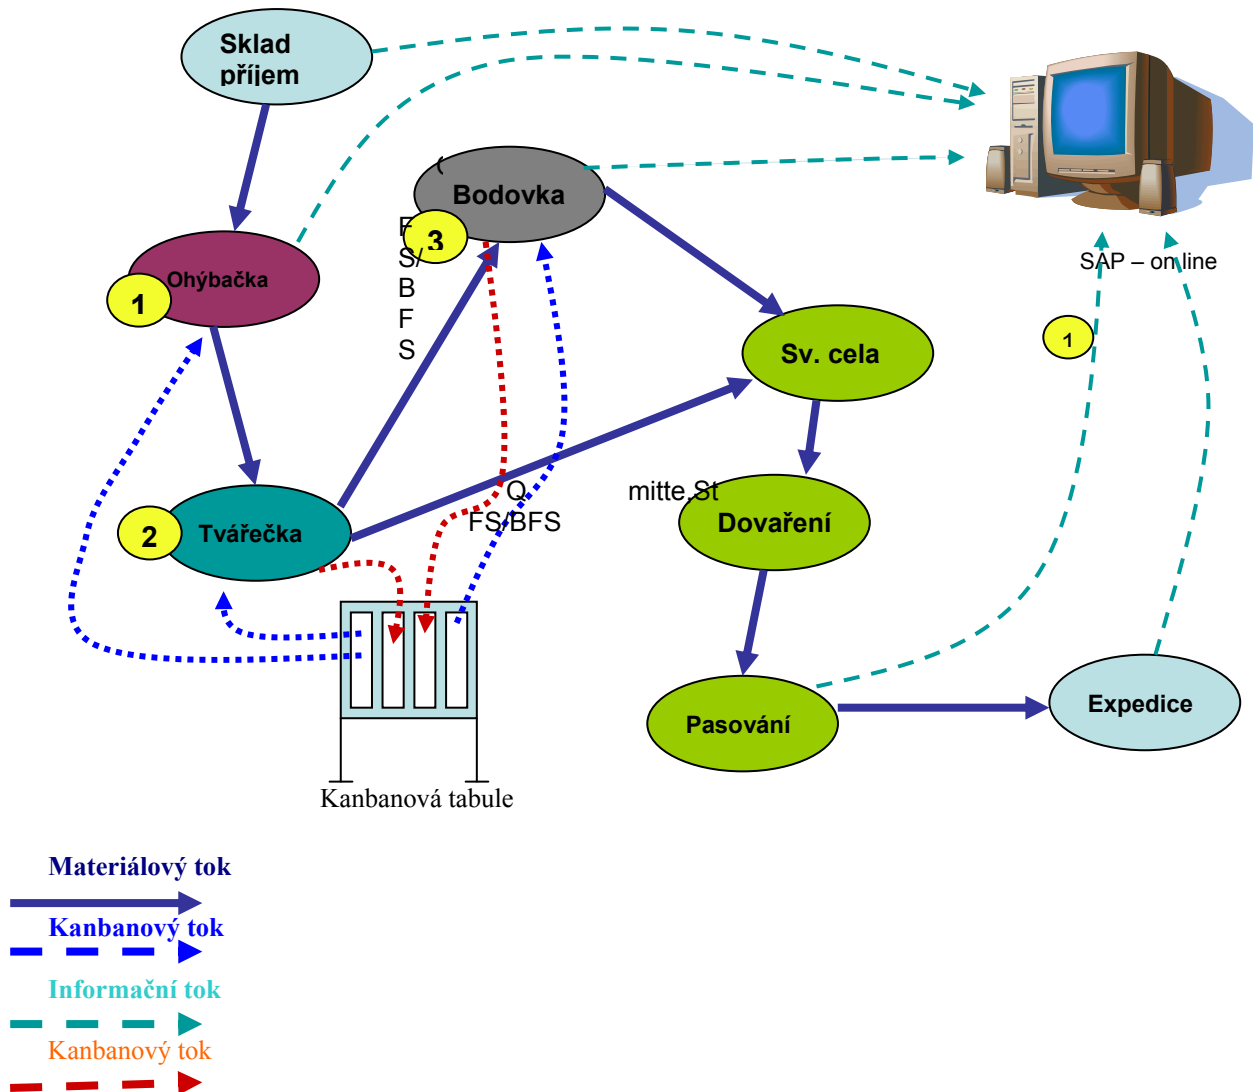 Sklad
příjem
(
Bodovka
F
S/
B
F
S
3
Ohýbačka
1
SAP – on line
1
Sv. cela
Q
FS/BFS
mitte,St
Dovaření
2
Tvářečka
Pasování
Expedice
Kanbanová tabule
Materiálový tok
Kanbanový tok
Informační tok
Kanbanový tok